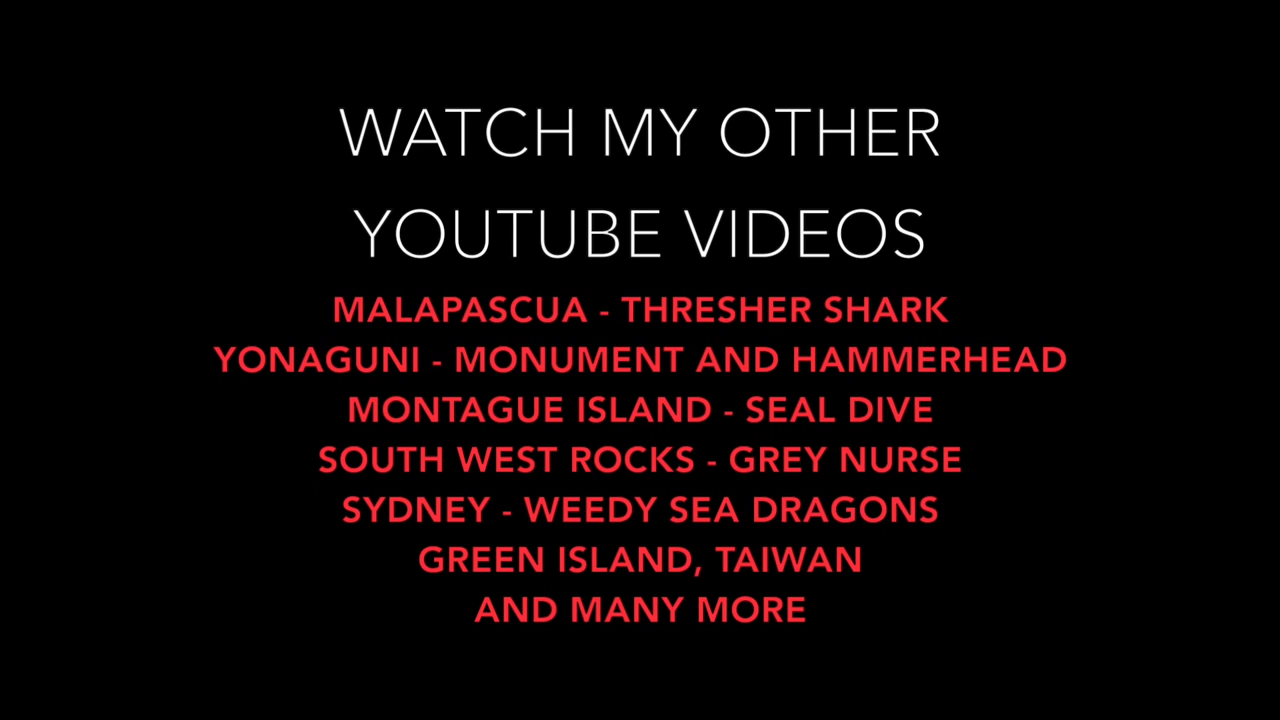 WATCH MY OTHER
YOUTUBE VIDEOS
MALAPASCUA - THRESHER SHARK
YONAGUNI - MONUMENT AND HAMMERHEAD
MONTAGUE ISLAND - SEAL DIVE
SOUTH WEST ROCKS - GREY NURSE
SYDNEY - WEEDY SEA DRAGONS
GREEN ISLAND, TAIWAN
AND MANY MORE